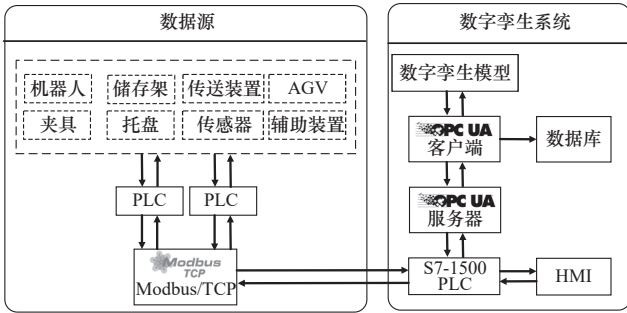 数据源
机器人
储存架
传送装置
AGV
夹具
托盘
传感器
辅助装置
PLC
PLC
Modbus
TCP
Modbus/TCP
数字孪生系统
数字孪生模型
OPC UA
客户端
数据库
OPC UA
服务器
S7-1500
PLC
HMI